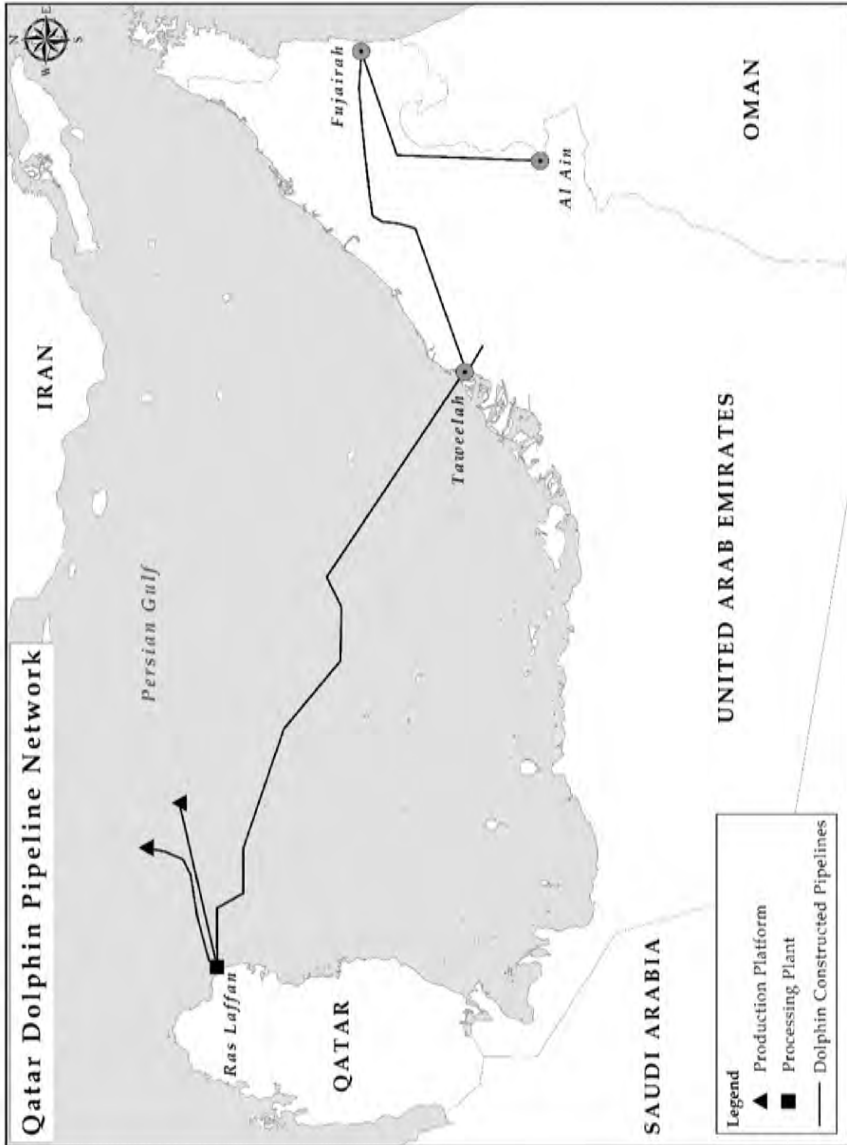 Qatar Dolphin Pipeline Network
N
E
S
W
IRAN
Persian Gulf
Fujairah
Al Ain
OMAN
Taweelah
UNITED ARAB EMIRATES
Ras Laffan
QATAR
SAUDI ARABIA
Legend
Production Platform
Processing Plant
Dolphin Constructed Pipelines